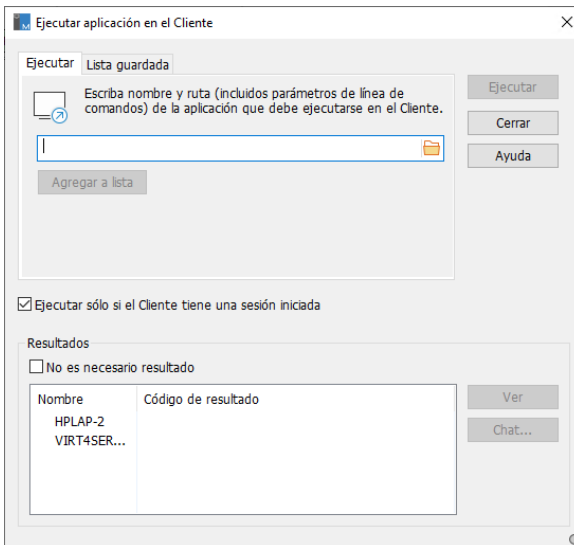 Ejecutar aplicación en el Cliente
Ejecutar
Lista guardada
Escriba nombre y ruta (incluidos parámetros de línea de
comandos) de la aplicación que debe ejecutarse en el Cliente.
Agregar a lista
Ejecutar
Cerrar
Ayuda
Ejecutar sólo si el Cliente tiene una sesión iniciada
Resultados
No es necesario resultado
Nombre
Código de resultado
HPLAP-2
VIRT4SER...
Ver
Chat...